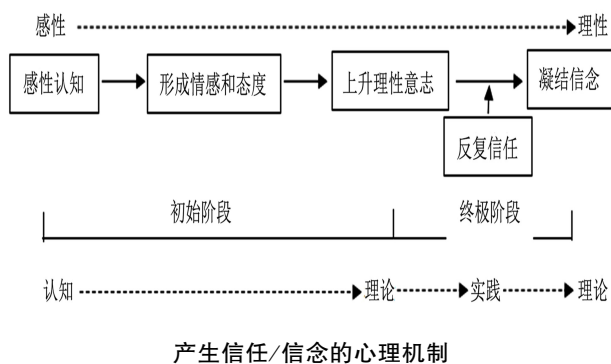 感性 理性
感性认知 形成情感和态度 上升理性意志 凝结信念
反复信任
初始阶段 终极阶段
认知 理论 实践 理论
产生信任/信念的心理机制